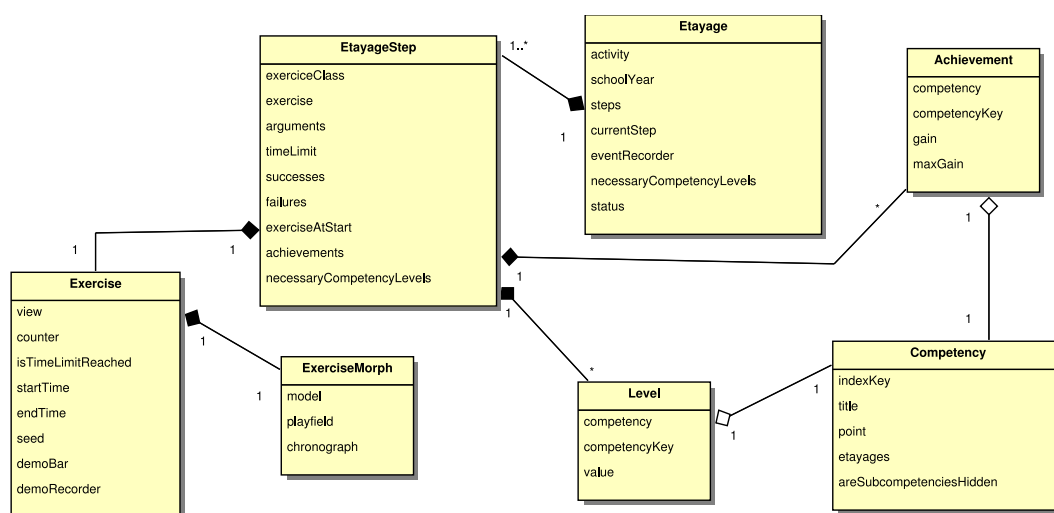 EtayageStep
exerciceClass
exercise
arguments
timeLimit
successes
failures
exerciseAtStart
achievements
necessaryCompetencyLevels
1..*
1
Etayage
activity
schoolYear
steps
currentStep
eventRecorder
necessaryCompetencyLevels
status
Achievement
competency
competencyKey
gain
maxGain
*
1
1
1
1
1
1
*
1
Exercise
view
counter
isTimeLimitReached
startTime
endTime
seed
demoBar
demoRecorder
1
1
ExerciseMorph
model
playfield
chronograph
Level
competency
competencyKey
value
1
1
Competency
indexKey
title
point
etayages
areSubcompetenciesHidden